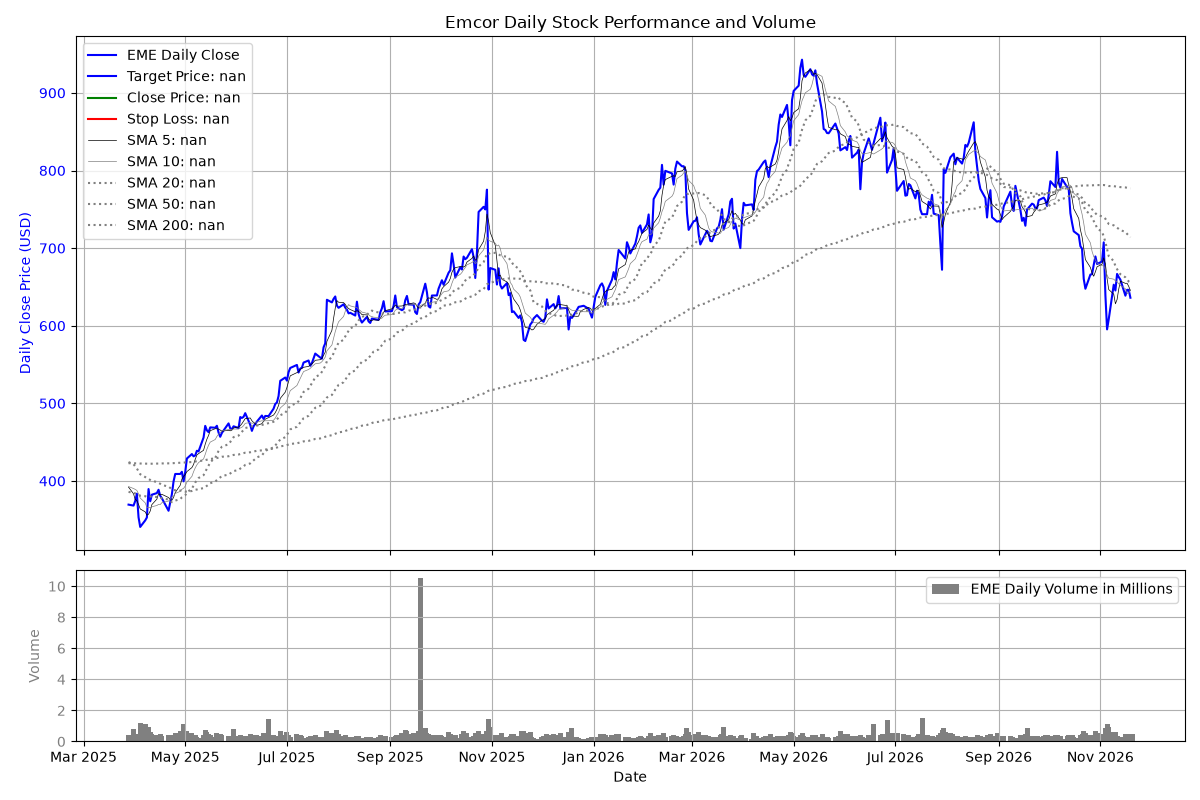 Emcor Daily Stock Performance and Volume
EME Daily Close
Target Price: nan
Close Price: nan
Stop Loss: nan
SMA 5: nan
SMA 10: nan
SMA 20: nan
SMA 50: nan
SMA 200: nan
900
800
700
600
500
400
Daily Close Price (USD)
EME Daily Volume in Millions
10
8
6
4
2
0
Volume
Mar 2025 May 2025 Jul 2025 Sep 2025 Nov 2025 Jan 2026 Mar 2026 May 2026 Jul 2026 Sep 2026 Nov 2026
Date